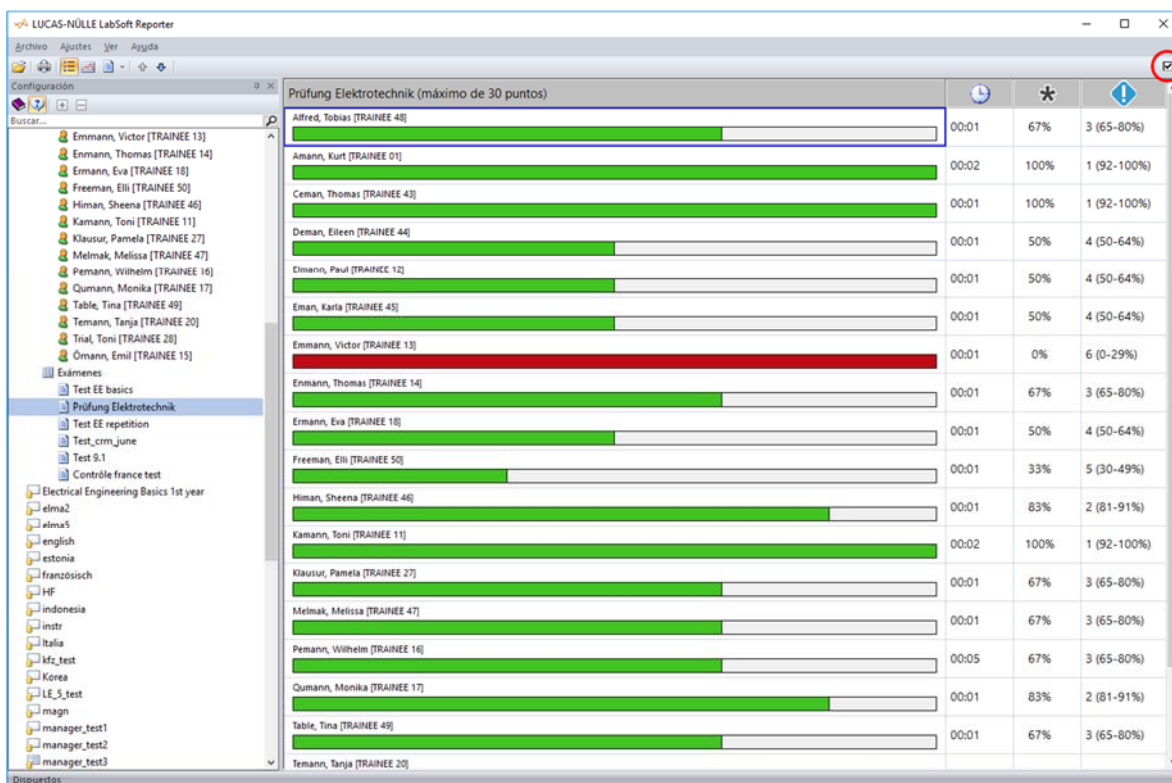 LUCAS-NÜLLE LabSoft Reporter
Archivo Ajustes Ver Ayuda
Configuración
Buscar...
Emmann, Victor [TRAINEE 13]
Enmann, Thomas [TRAINEE 14]
Ermann, Eva [TRAINEE 18]
Freeman, Elli [TRAINEE 50]
Himan, Sheena [TRAINEE 46]
Kamann, Toni [TRAINEE 11]
Klausur, Pamela [TRAINEE 27]
Melmak, Melissa [TRAINEE 47]
Pemann, Wilhelm [TRAINEE 16]
Qumann, Monika [TRAINEE 17]
Table, Tina [TRAINEE 49]
Temann, Tanja [TRAINEE 20]
Trial, Toni [TRAINEE 28]
Ömann, Emil [TRAINEE 15]
Exámenes
Test EE basics
Prüfung Elektrotechnik
Test EE repetition
Test_crm_june
Test 9.1
Contrôle france test
Electrical Engineering Basics 1st year
elma2
elma5
english
estonia
französisch
HF
indonesia
instr
Italia
kfz_test
Korea
LE_5_test
magn
manager_test1
manager_test2
manager_test3
Prüfung Elektrotechnik (máximo de 30 puntos)
Alfred, Tobias [TRAINEE 48] 00:01 67% 3 (65-80%)
Amann, Kurt [TRAINEE 01] 00:02 100% 1 (92-100%)
Ceman, Thomas [TRAINEE 43] 00:01 100% 1 (92-100%)
Deman, Eileen [TRAINEE 44] 00:01 50% 4 (50-64%)
Elmann, Paul [TRAINEE 12] 00:01 50% 4 (50-64%)
Eman, Karla [TRAINEE 45] 00:01 50% 4 (50-64%)
Emmann, Victor [TRAINEE 13] 00:01 0% 6 (0-29%)
Enmann, Thomas [TRAINEE 14] 00:01 67% 3 (65-80%)
Ermann, Eva [TRAINEE 18] 00:01 50% 4 (50-64%)
Freeman, Elli [TRAINEE 50] 00:01 33% 5 (30-49%)
Himan, Sheena [TRAINEE 46] 00:01 83% 2 (81-91%)
Kamann, Toni [TRAINEE 11] 00:02 100% 1 (92-100%)
Klausur, Pamela [TRAINEE 27] 00:01 67% 3 (65-80%)
Melmak, Melissa [TRAINEE 47] 00:01 67% 3 (65-80%)
Pemann, Wilhelm [TRAINEE 16] 00:05 67% 3 (65-80%)
Qumann, Monika [TRAINEE 17] 00:01 83% 2 (81-91%)
Table, Tina [TRAINEE 49] 00:01 67% 3 (65-80%)
Temann, Tanja [TRAINEE 20]
Dispuestos